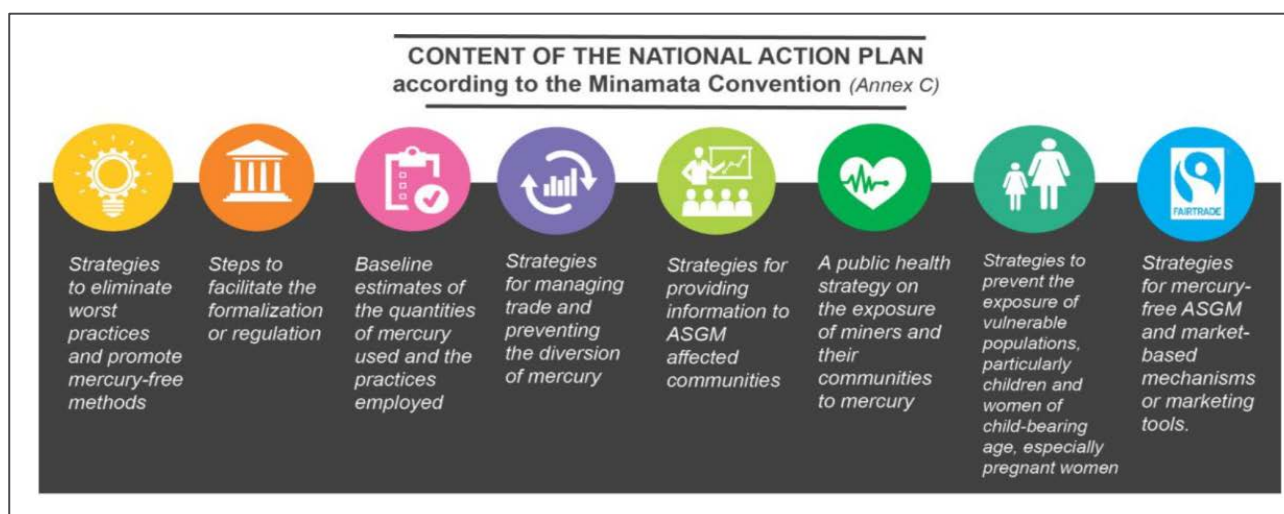 CONTENT OF THE NATIONAL ACTION PLAN
according to the Minamata Convention (Annex C)
Strategies
to eliminate
worst
practices
and promote
mercury-free
methods
Steps to
facilitate the
formalization
or regulation
Baseline
estimates of
the quantities
of mercury
used and the
practices
employed
Strategies
for managing
trade and
preventing
the diversion
of mercury
Strategies for
providing
information to
ASGM
affected
communities
A public health
strategy on
the exposure
of miners and
their
communities
to mercury
Strategies to
prevent the
exposure of
vulnerable
populations,
particularly
children and
women of
child-bearing
age, especially
pregnant women
FAIRTRADE
Strategies
for mercury-
free ASGM
and market-
based
mechanisms
or marketing
tools.